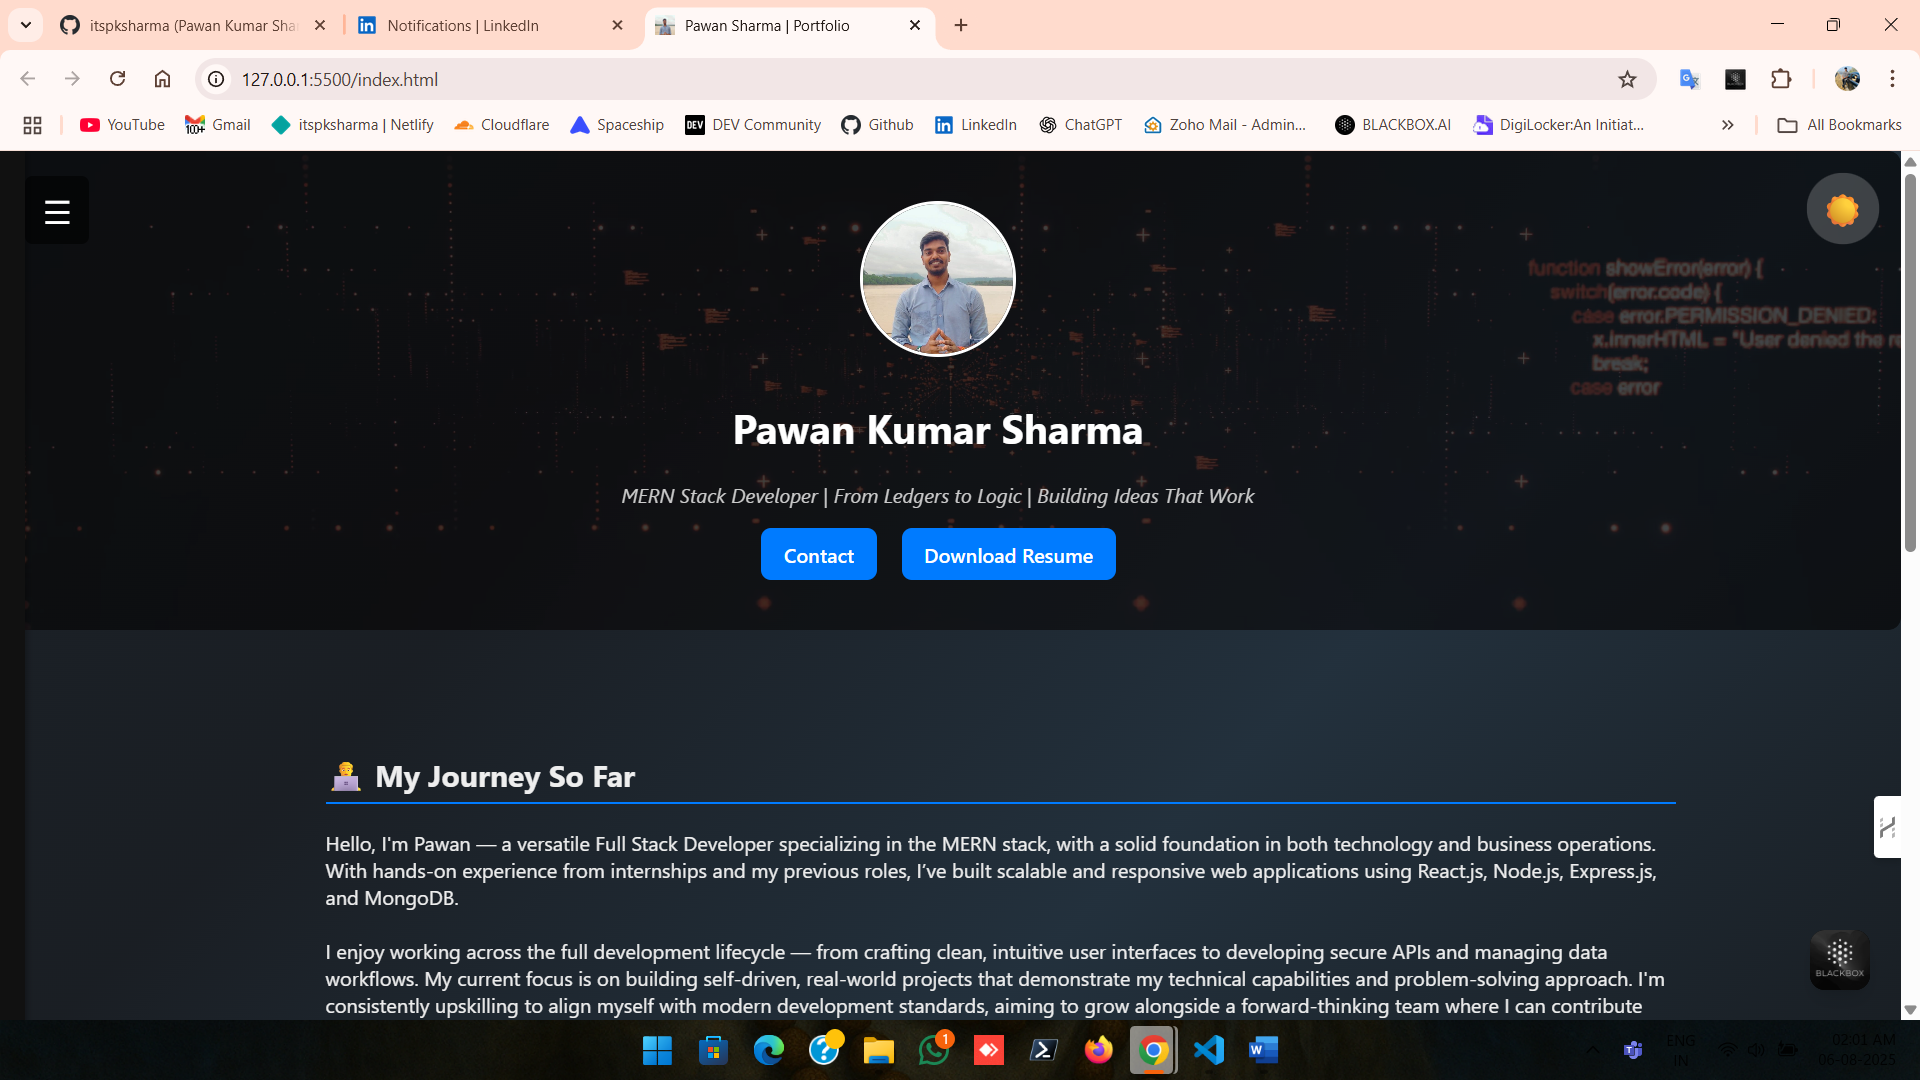 itspksharma (Pawan Kumar Sha
Notifications | LinkedIn
Pawan Sharma | Portfolio
127.0.0.1:5500/index.html
YouTube
100+
Gmail
itspksharma | Netlify
Cloudflare
Spaceship
DEV
DEV Community
Github
LinkedIn
ChatGPT
Zoho Mail - Admin...
BLACKBOX.AI
DigiLocker:An Initiat...
All Bookmarks
function showError(error) {
switch(error.code) {
case error.PERMISSION_DENIED:
x.innerHTML = "User denied the re
break;
case error
Pawan Kumar Sharma
MERN Stack Developer | From Ledgers to Logic | Building Ideas That Work
Contact
Download Resume
My Journey So Far
Hello, I'm Pawan — a versatile Full Stack Developer specializing in the MERN stack, with a solid foundation in both technology and business operations.
With hands-on experience from internships and my previous roles, I’ve built scalable and responsive web applications using React.js, Node.js, Express.js,
and MongoDB.
I enjoy working across the full development lifecycle — from crafting clean, intuitive user interfaces to developing secure APIs and managing data
workflows. My current focus is on building self-driven, real-world projects that demonstrate my technical capabilities and problem-solving approach. I'm
consistently upskilling to align myself with modern development standards, aiming to grow alongside a forward-thinking team where I can contribute
BLACKBOX
1
ENG
IN
02:01 AM
06-08-2025